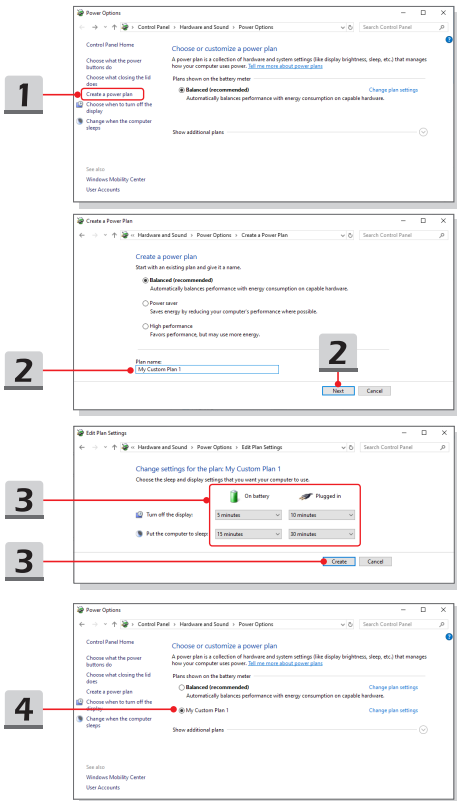 Power Options
Control Panel › Hardware and Sound › Power Options
Search Control Panel
Control Panel Home
Choose what the power
buttons do
Choose what closing the lid
does
Create a power plan
Choose when to turn off the
display
Change when the computer
sleeps
See also
Windows Mobility Center
User Accounts
Choose or customize a power plan
A power plan is a collection of hardware and system settings (like display brightness, sleep, etc.) that manages
how your computer uses power. Tell me more about power plans
Plans shown on the battery meter
Balanced (recommended) Change plan settings
Automatically balances performance with energy consumption on capable hardware.
Show additional plans
1
Create a Power Plan
« Hardware and Sound › Power Options › Create a Power Plan
Search Control Panel
Create a power plan
Start with an existing plan and give it a name.
Balanced (recommended)
Automatically balances performance with energy consumption on capable hardware.
Power saver
Saves energy by reducing your computer's performance where possible.
High performance
Favors performance, but may use more energy.
Plan name:
My Custom Plan 1
2
2
Next Cancel
Edit Plan Settings
« Hardware and Sound › Power Options › Edit Plan Settings
Search Control Panel
Change settings for the plan: My Custom Plan 1
Choose the sleep and display settings that you want your computer to use.
On battery Plugged in
Turn off the display: 5 minutes 10 minutes
Put the computer to sleep: 15 minutes 30 minutes
3
3
Create Cancel
Power Options
Control Panel › Hardware and Sound › Power Options
Search Control Panel
Control Panel Home
Choose what the power
buttons do
Choose what closing the lid
does
Create a power plan
Choose when to turn off the
display
Change when the computer
sleeps
See also
Windows Mobility Center
User Accounts
Choose or customize a power plan
A power plan is a collection of hardware and system settings (like display brightness, sleep, etc.) that manages
how your computer uses power. Tell me more about power plans
Plans shown on the battery meter
Balanced (recommended) Change plan settings
Automatically balances performance with energy consumption on capable hardware.
My Custom Plan 1 Change plan settings
Show additional plans
4